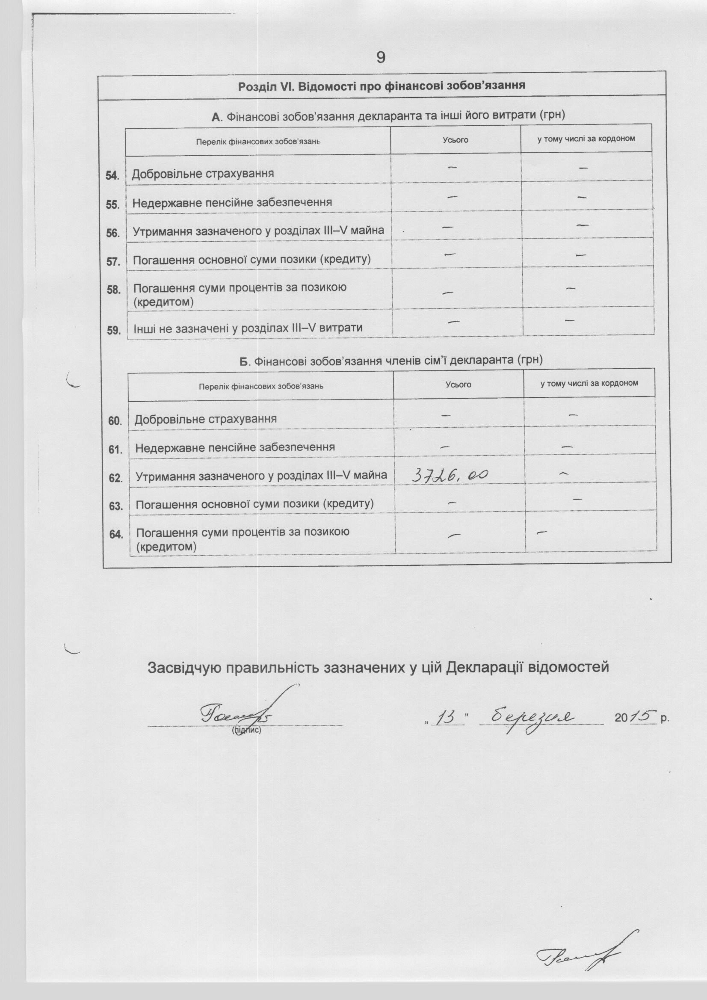 9
Розділ VI. Відомості про фінансові зобов’язання
А. Фінансові зобов’язання декларанта та інші його витрати (грн)
Перелік фінансових зобов’язань Усього у тому числі за кордоном
54. Добровільне страхування – –
55. Недержавне пенсійне забезпечення – –
56. Утримання зазначеного у розділах III–V майна – –
57. Погашення основної суми позики (кредиту) – –
58. Погашення суми процентів за позикою – –
(кредитом)
59. Інші не зазначені у розділах III–V витрати – –
Б. Фінансові зобов’язання членів сім’ї декларанта (грн)
Перелік фінансових зобов’язань Усього у тому числі за кордоном
60. Добровільне страхування – –
61. Недержавне пенсійне забезпечення – –
62. Утримання зазначеного у розділах III–V майна 3726,00 –
63. Погашення основної суми позики (кредиту) – –
64. Погашення суми процентів за позикою – –
(кредитом)
Засвідчую правильність зазначених у цій Декларації відомостей
„ 13 ” березня 2015 р.
(підпис)